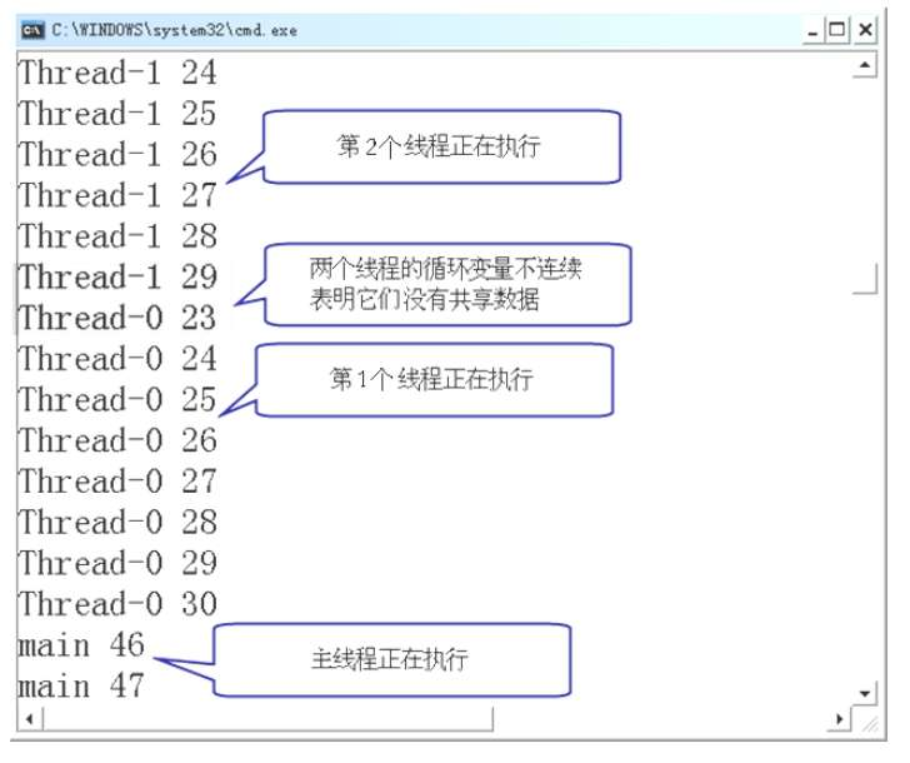 C:\WINDOWS\system32\cmd.exe
Thread-1 24
Thread-1 25
Thread-1 26
第2个线程正在执行
Thread-1 27
Thread-1 28
Thread-1 29
两个线程的循环变量不连续
表明它们没有共享数据
Thread-0 23
Thread-0 24
第1个线程正在执行
Thread-0 25
Thread-0 26
Thread-0 27
Thread-0 28
Thread-0 29
Thread-0 30
main 46
主线程正在执行
main 47